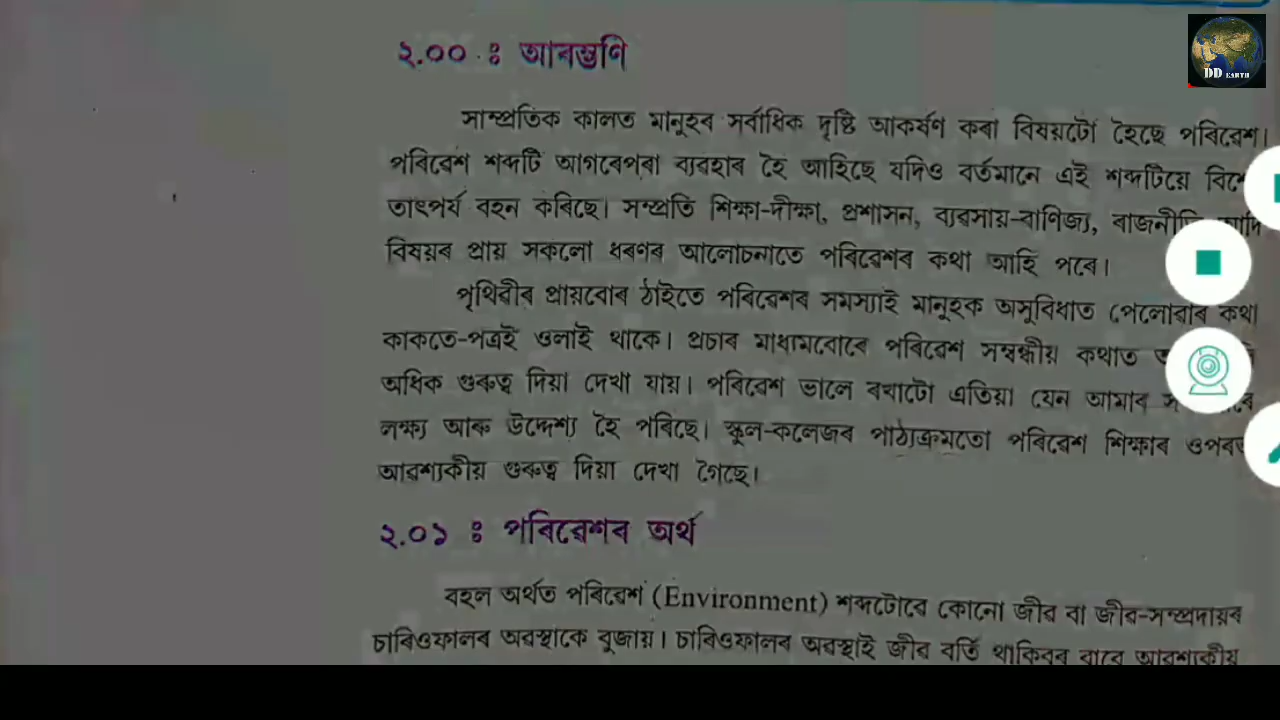 DD EARTH
২.০০ ঃ আৰম্ভণি
সাম্প্ৰতিক কালত মানুহৰ সৰ্বাধিক দৃষ্টি আকৰ্ষণ কৰা বিষয়টো হৈছে পৰিৱেশ।
পৰিৱেশ শব্দটি আগৰেপৰা ব্যৱহাৰ হৈ আহিছে যদিও বৰ্তমানে এই শব্দটিয়ে
তাৎপৰ্য বহন কৰিছে। সম্প্ৰতি শিক্ষা-দীক্ষা, প্ৰশাসন, ব্যৱসায়-বাণিজ্য,
বিষয়ৰ প্ৰায় সকলো ধৰণৰ আলোচনাতে পৰিৱেশৰ কথা আহি পৰে।
পৃথিৱীৰ প্ৰায়বোৰ ঠাইতে পৰিৱেশৰ সমস্যাই মানুহক অসুবিধাত পেলোৱাৰ কথা
কাকতে-পত্ৰই ওলাই থাকে। প্ৰচাৰ মাধ্যমবোৰে পৰিৱেশ সম্বন্ধীয় কথাত
অধিক গুৰুত্ব দিয়া দেখা যায়। পৰিৱেশ ভালে ৰখাটো এতিয়া যেন আমাৰ
লক্ষ্য আৰু উদ্দেশ্য হৈ পৰিছে। স্কুল-কলেজৰ পাঠ্যক্ৰমতো পৰিৱেশ শিক্ষাৰ ওপৰত
আৱশ্যকীয় গুৰুত্ব দিয়া দেখা গৈছে।
২.০১ ঃ পৰিৱেশৰ অৰ্থ
বহল অৰ্থত পৰিৱেশ (Environment) শব্দটোৰে কোনো জীৱ বা জীৱ-সম্প্ৰদায়ৰ
চাৰিওফালৰ অৱস্থাকে বুজায়। চাৰিওফালৰ অৱস্থাই জীৱ বৰ্তি থাকিবৰ বাবে আৱশ্যকীয়